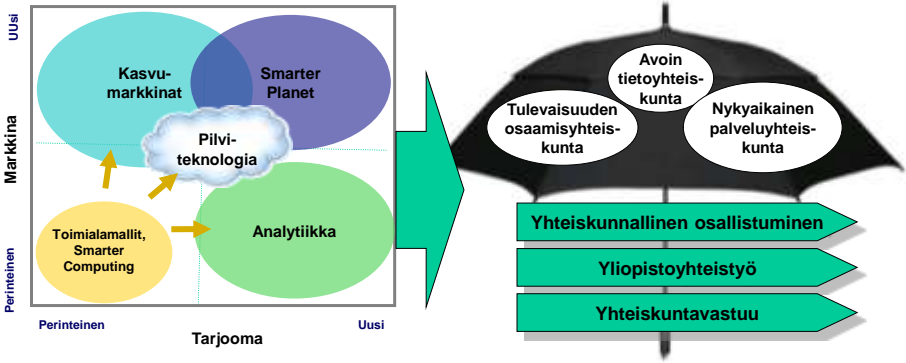 UUsi
Markkina
Perinteinen
Kasvu-
markkinat
Smarter
Planet
Pilvi-
teknologia
Toimialamallit,
Smarter
Computing
Analytiikka
Perinteinen
Uusi
Tarjooma
Avoin
tietoyhteis-
kunta
Tulevaisuuden
osaamisyhteis-
kunta
Nykyaikainen
palveluyhteis-
kunta
Yhteiskunnallinen osallistuminen
Yliopistoyhteistyö
Yhteiskuntavastuu